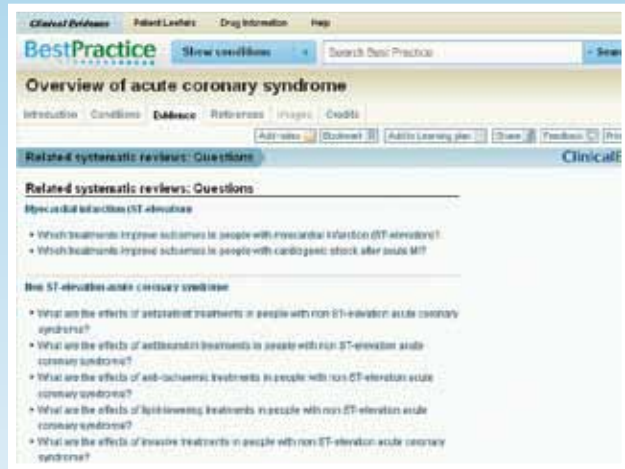 Clinical Evidence Patient Leaflets Drug Information Help
BestPractice Show conditions Search Best Practice Sear
Overview of acute coronary syndrome
Introduction Conditions Evidence References Images Credits
Add notes Bookmark Add to Learning plan Share Feedback Prin
Related systematic reviews: Questions ClinicalE
Related systematic reviews: Questions
Myocardial infarction (ST-elevation)
• Which treatments improve outcomes in people with myocardial infarction (ST-elevation)?
• Which treatments improve outcomes in people with cardiogenic shock after acute MI?
Non ST-elevation acute coronary syndrome
• What are the effects of antiplatelet treatments in people with non ST-elevation acute coronary
syndrome?
• What are the effects of antithrombin treatments in people with non ST-elevation acute
coronary syndrome?
• What are the effects of anti-ischaemic treatments in people with non ST-elevation acute
coronary syndrome?
• What are the effects of lipid-lowering treatments in people with non ST-elevation acute
coronary syndrome?
• What are the effects of invasive treatments in people with non ST-elevation acute coronary
syndrome?